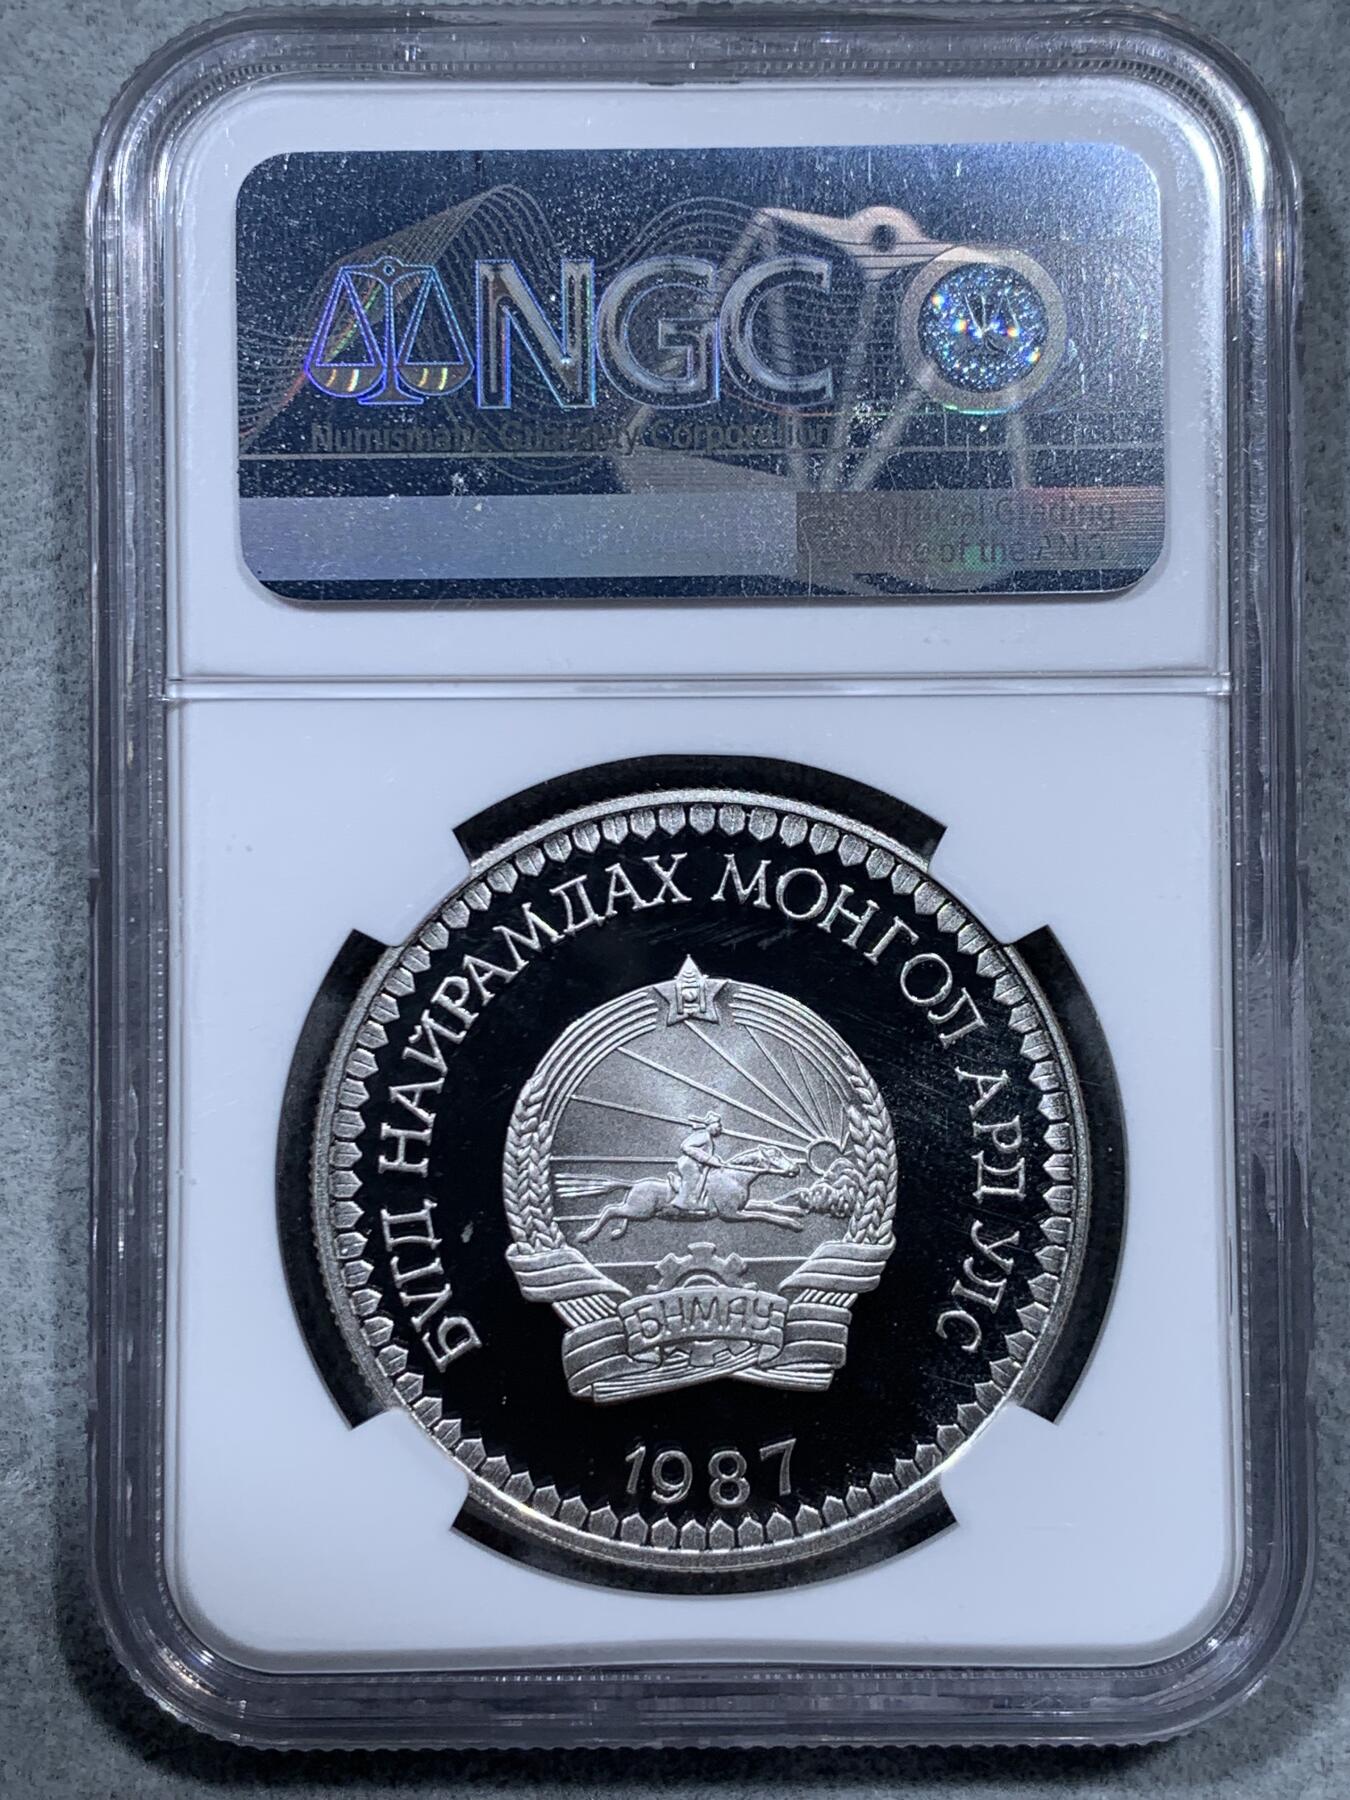 NGC
Numismatic Guaranty Corporation
Official Grading
Service of the ANA
БҮГД НАЙРАМДАХ МОНГОЛ АРД УЛС
БНМАУ
1987